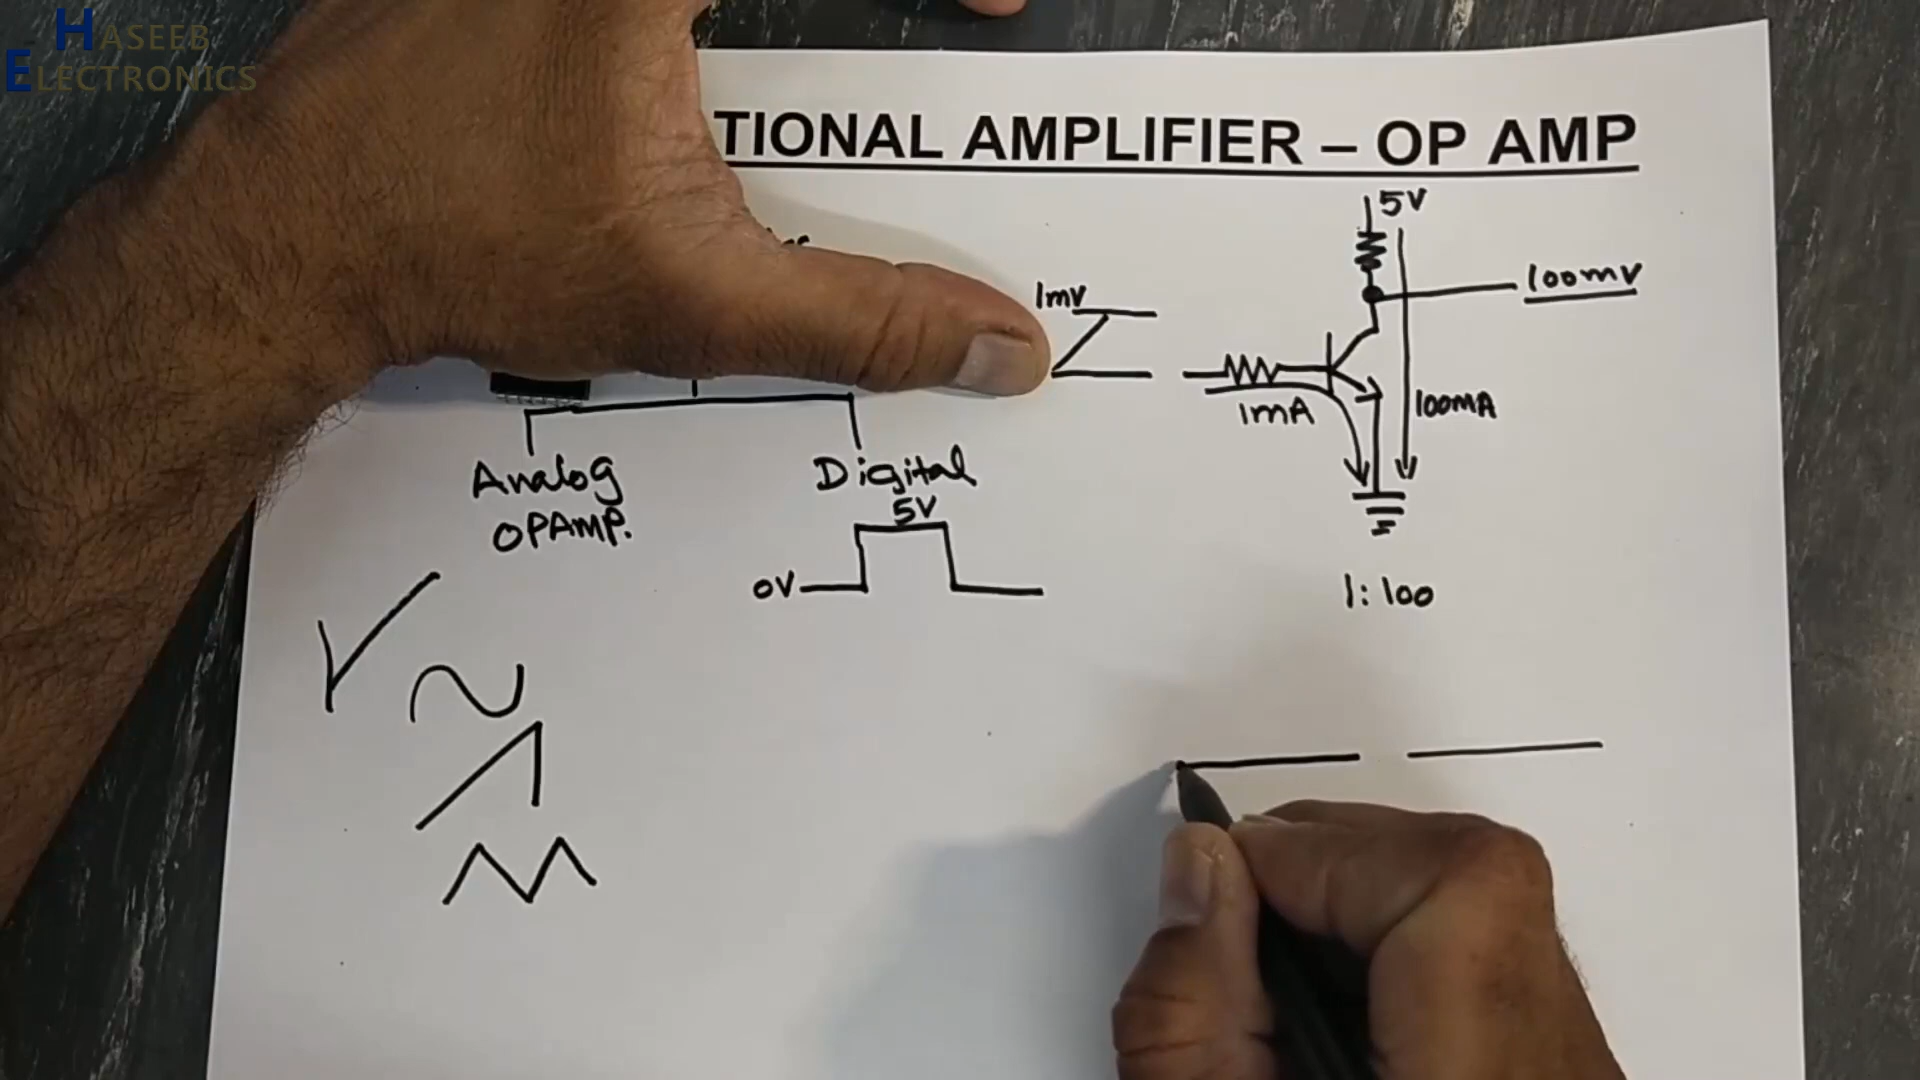 HASEEB
ELECTRONICS
TIONAL AMPLIFIER – OP AMP
5V
100mV
1mV
1mA
100mA
Analog
OPAMP.
Digital
5V
0V
1:100